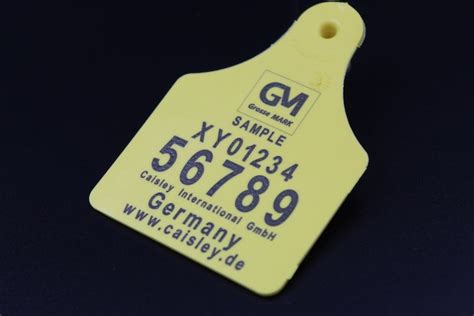 GM
Grosse MARK
SAMPLE
XY01234
56789
Caisley International GmbH
Germany
www.caisley.de